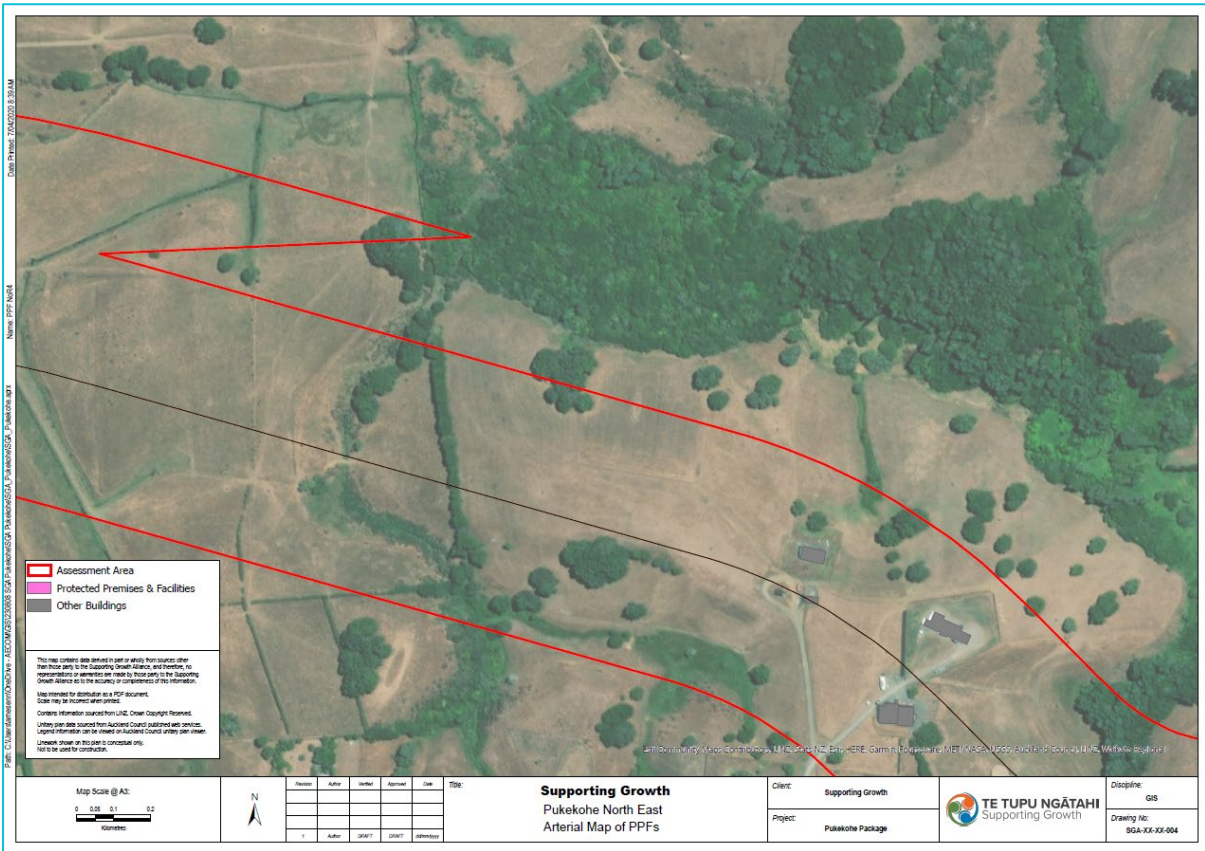 Date Printed: 7/04/2020 8:39 AM
Name: PPF NoR4
Assessment Area
Protected Premises & Facilities
Other Buildings
This map contains data derived in part or wholly from sources other
than those party to the Supporting Growth Alliance, and therefore, no
representations or warranties are made by those party to the Supporting
Growth Alliance as to the accuracy or completeness of this information.
Map intended for distribution as a PDF document.
Scale may be incorrect when printed.
Contains information sourced from LINZ. Crown Copyright Reserved.
Unitary plan data sourced from Auckland Council published web services.
Legend information can be viewed on Auckland Council unitary plan viewer.
Linework shown on this plan is conceptual only.
Not to be used for construction.
Map Scale @ A3:
0 0.05 0.1 0.2
Kilometres
N
Revision Author Verified Approved Date
1 Author DRAFT DRAFT dd/mm/yyyy
Title:
Supporting Growth
Pukekohe North East
Arterial Map of PPFs
Client:
Supporting Growth
Project:
Pukekohe Package
TE TUPU NGĀTAHI
Supporting Growth
Discipline:
GIS
Drawing No:
SGA-XX-XX-004